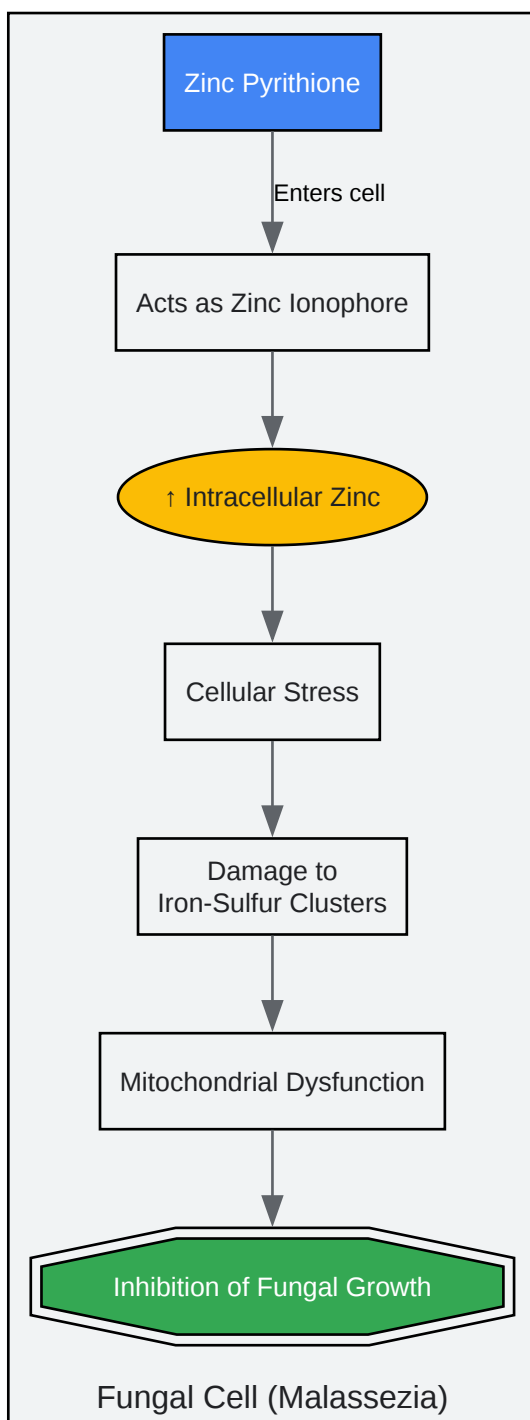 Zinc Pyrithione
Enters cell
Acts as Zinc Ionophore
↑ Intracellular Zinc
Cellular Stress
Damage to
Iron-Sulfur Clusters
Mitochondrial Dysfunction
Inhibition of Fungal Growth
Fungal Cell (Malassezia)